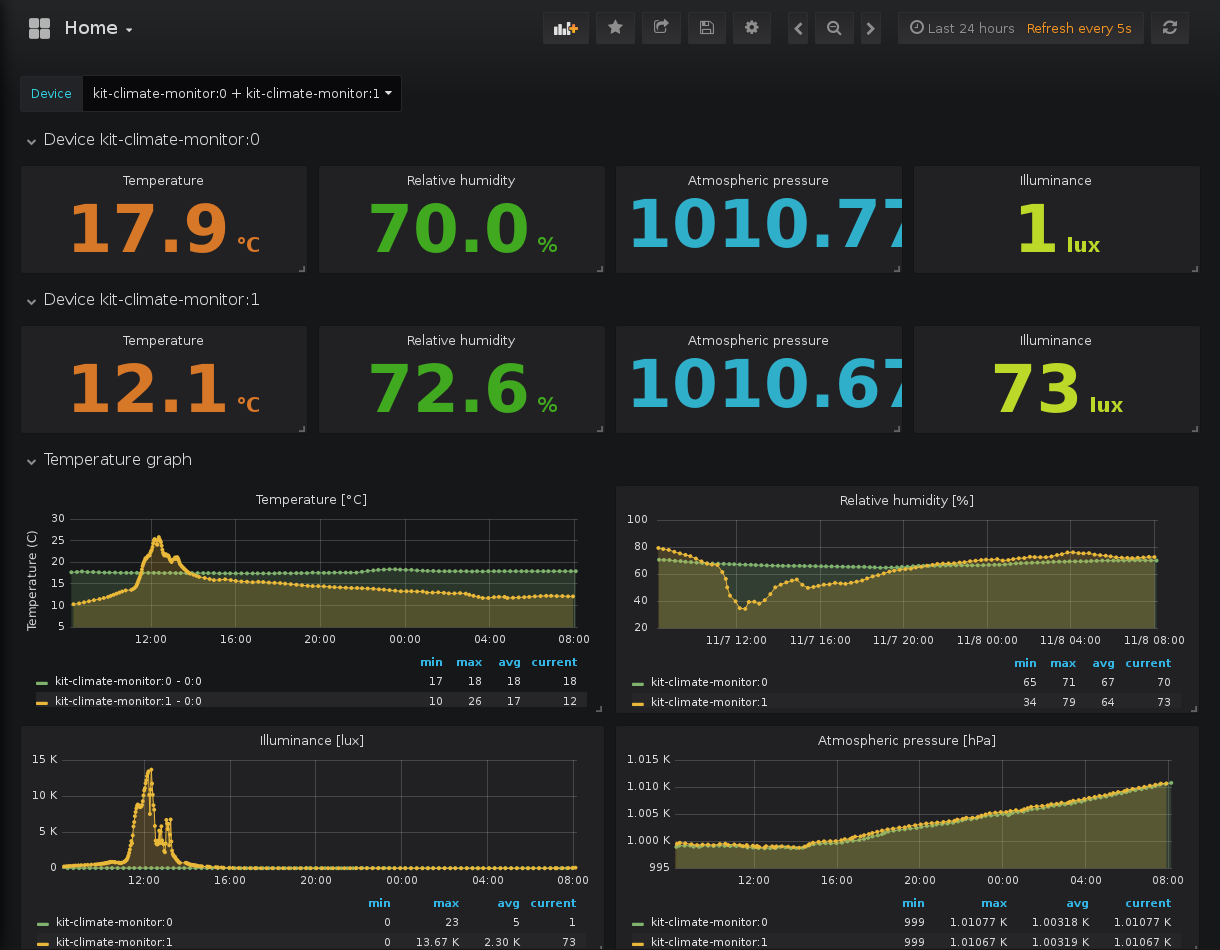 Home
Last 24 hours Refresh every 5s
Device kit-climate-monitor:0 + kit-climate-monitor:1
Device kit-climate-monitor:0
Temperature Relative humidity Atmospheric pressure Illuminance
17.9 °C 70.0 % 1010.77 1 lux
Device kit-climate-monitor:1
Temperature Relative humidity Atmospheric pressure Illuminance
12.1 °C 72.6 % 1010.67 73 lux
Temperature graph
Temperature [°C]
Temperature (C)
30
25
20
15
10
5
12:00 16:00 20:00 00:00 04:00 08:00
min max avg current
kit-climate-monitor:0 - 0:0 17 18 18 18
kit-climate-monitor:1 - 0:0 10 26 17 12
Relative humidity [%]
100
80
60
40
20
11/7 12:00 11/7 16:00 11/7 20:00 11/8 00:00 11/8 04:00 11/8 08:00
min max avg current
kit-climate-monitor:0 65 71 67 70
kit-climate-monitor:1 34 79 64 73
Illuminance [lux]
15 K
10 K
5 K
0
12:00 16:00 20:00 00:00 04:00 08:00
min max avg current
kit-climate-monitor:0 0 23 5 1
kit-climate-monitor:1 0 13.67 K 2.30 K 73
Atmospheric pressure [hPa]
1.015 K
1.010 K
1.005 K
1.000 K
995
12:00 16:00 20:00 00:00 04:00 08:00
min max avg current
kit-climate-monitor:0 999 1.01077 K 1.00318 K 1.01077 K
kit-climate-monitor:1 999 1.01067 K 1.00319 K 1.01067 K